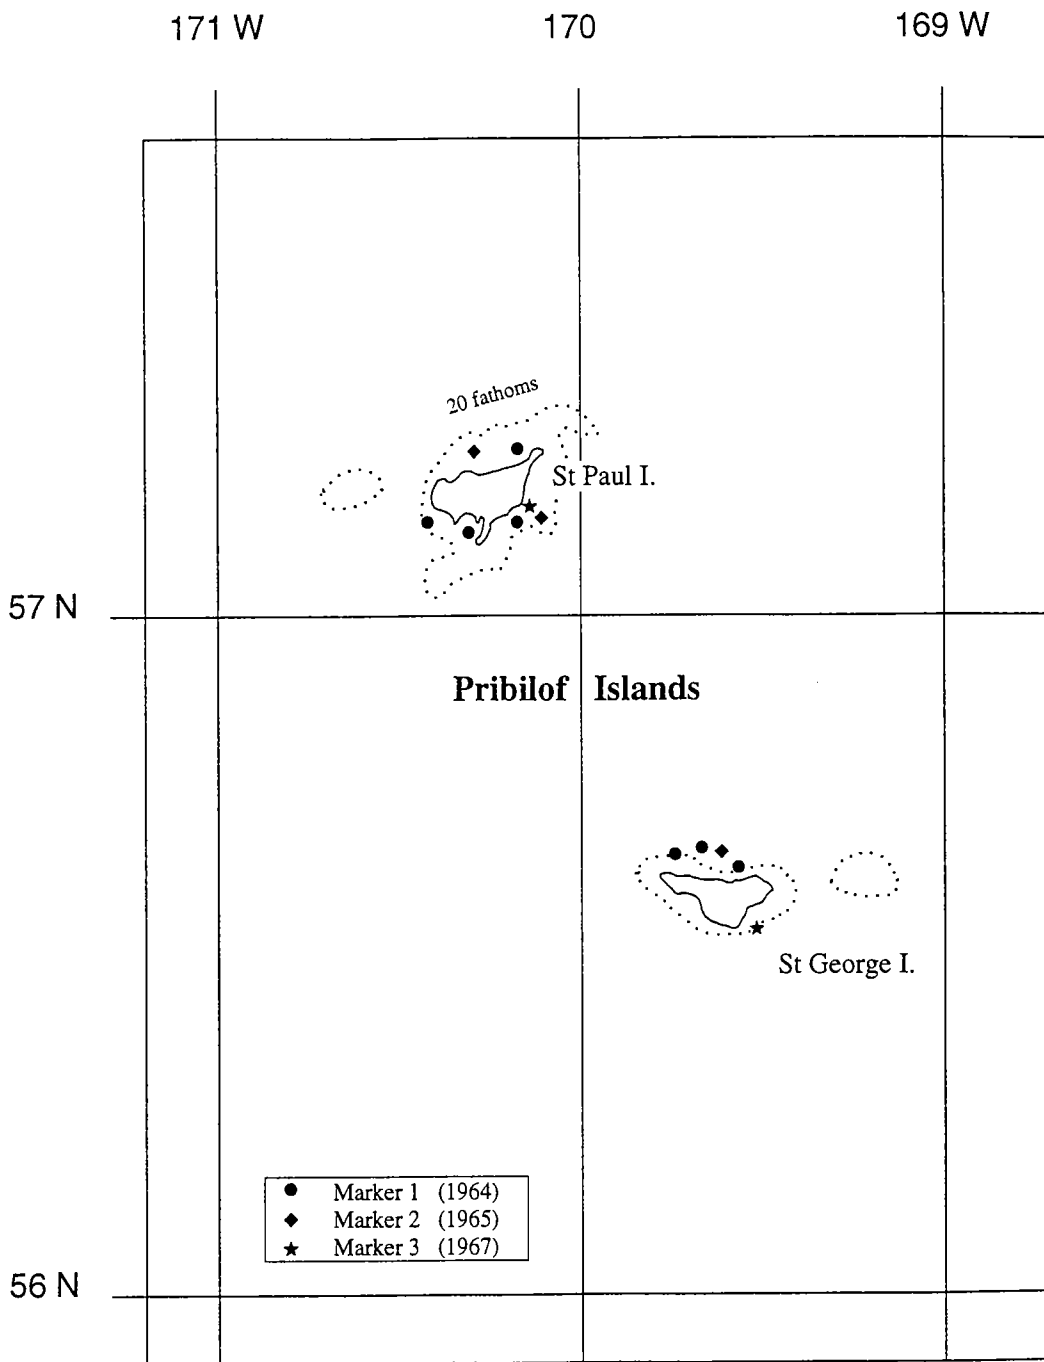 171 W 170 169 W
20 fathoms
St Paul I.
57 N
Pribilof Islands
St George I.
Marker 1 (1964)
Marker 2 (1965)
Marker 3 (1967)
56 N